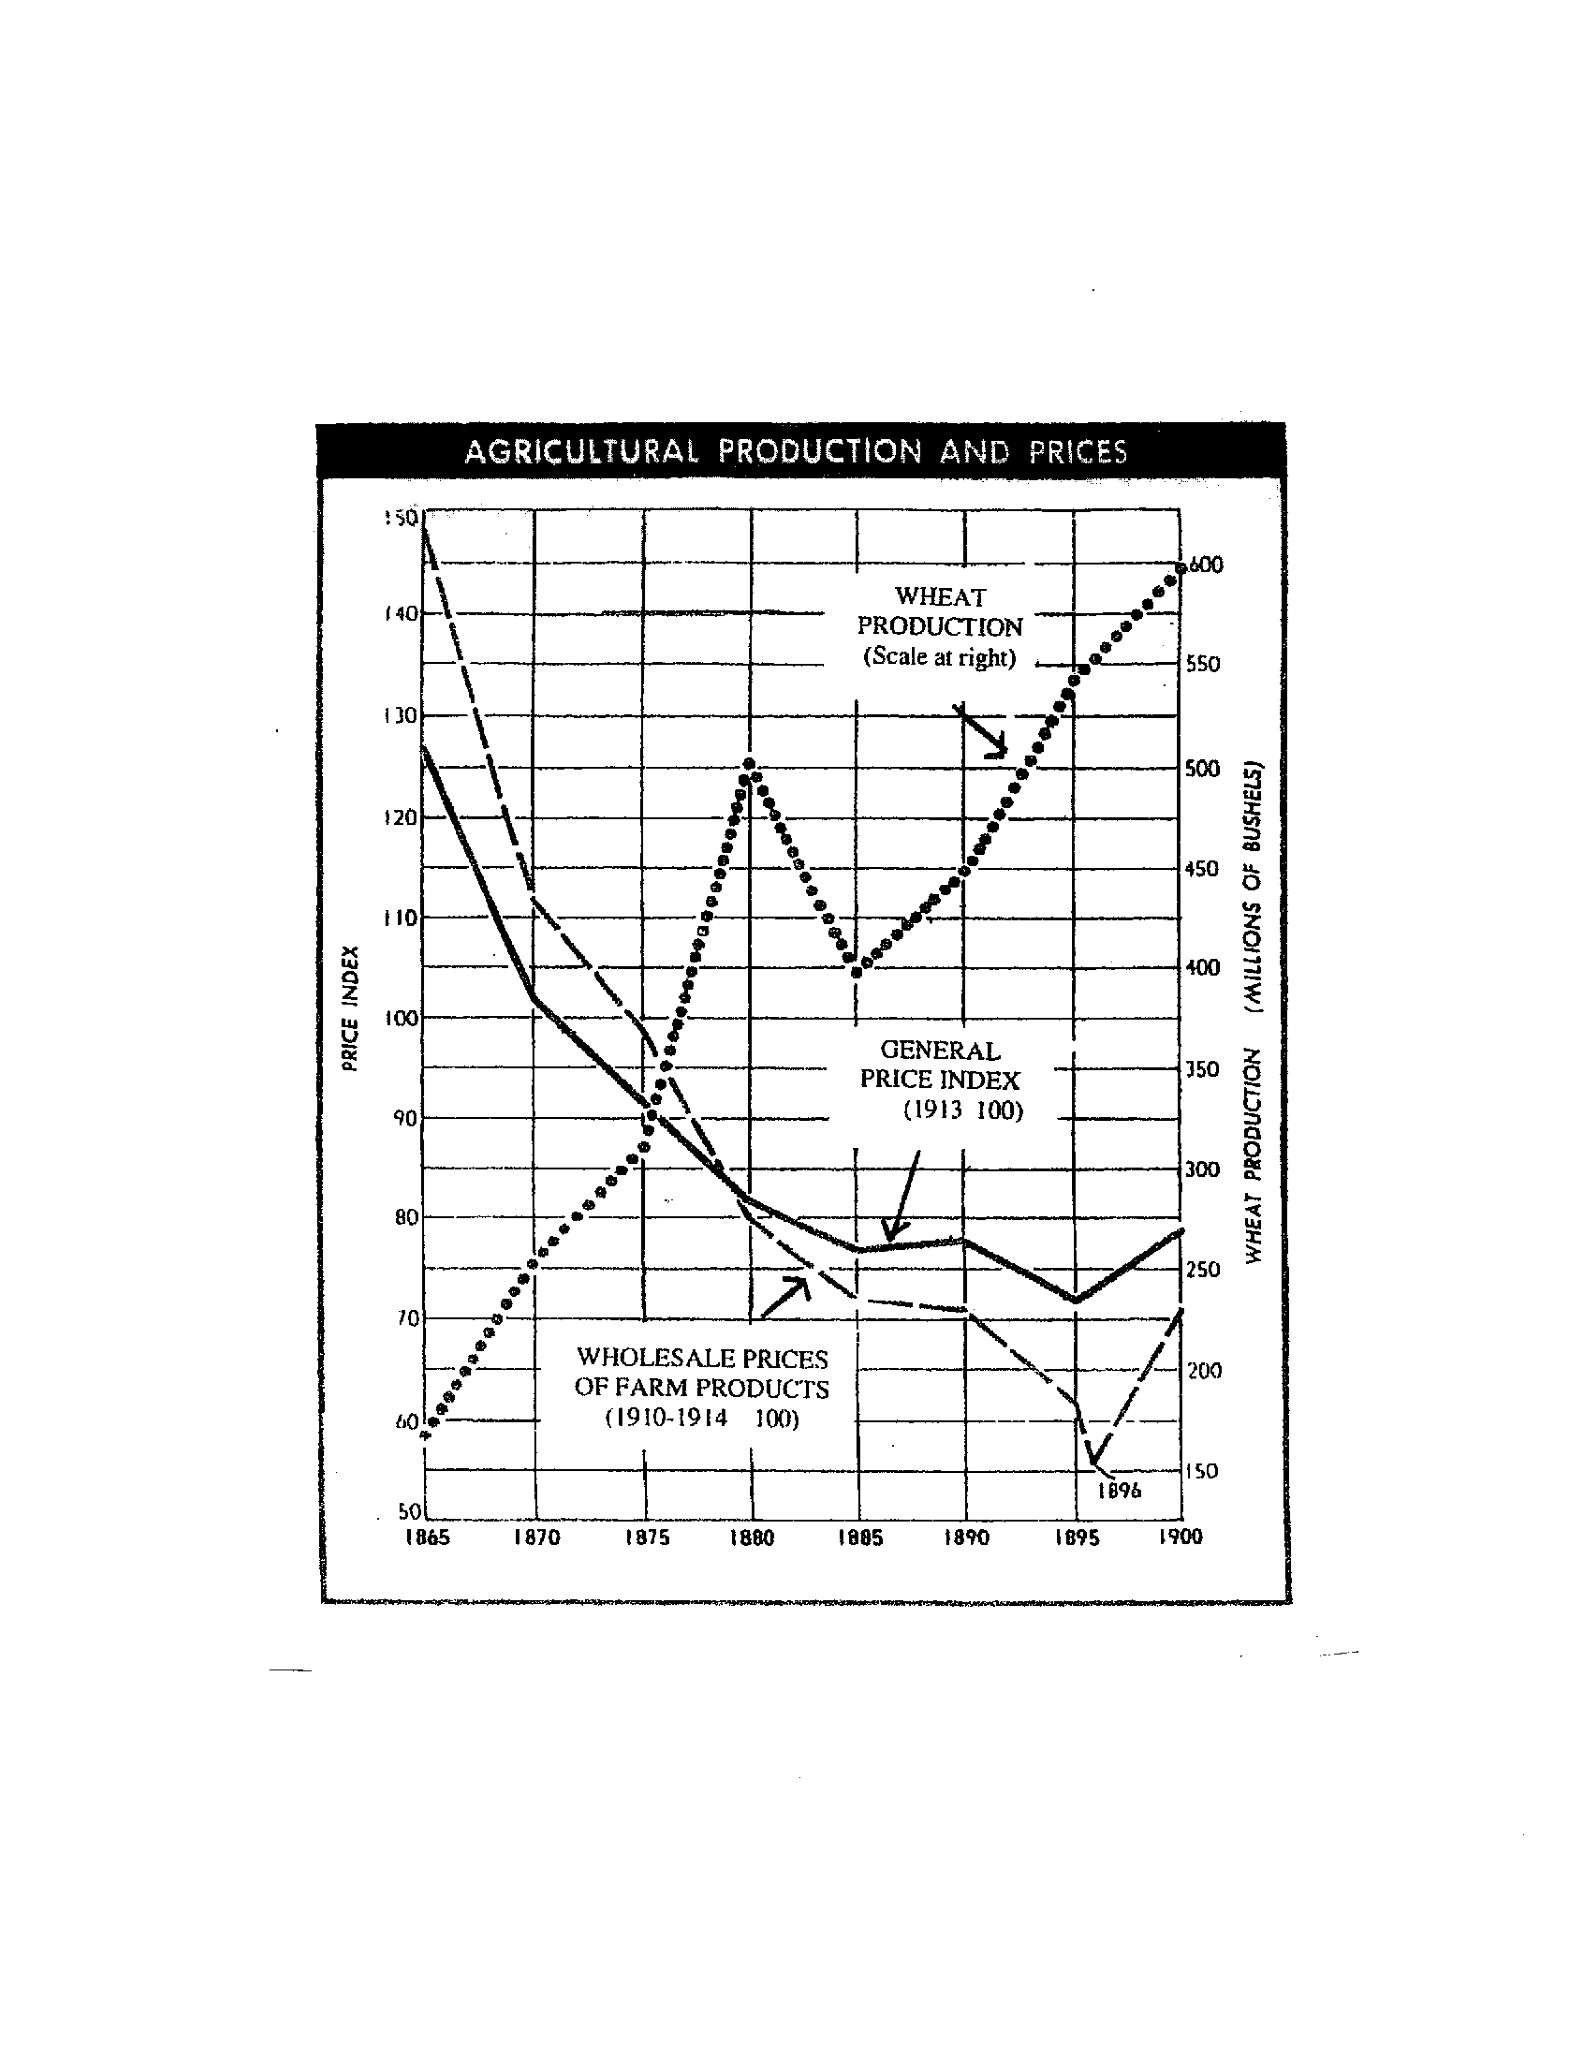 AGRICULTURAL PRODUCTION AND PRICES
150
140
130
120
110
100
90
80
70
60
50
PRICE INDEX
600
550
500
450
400
350
300
250
200
150
WHEAT PRODUCTION (MILLIONS OF BUSHELS)
WHEAT
PRODUCTION
(Scale at right)
GENERAL
PRICE INDEX
(1913 100)
WHOLESALE PRICES
OF FARM PRODUCTS
(1910-1914 100)
1896
1865 1870 1875 1880 1885 1890 1895 1900